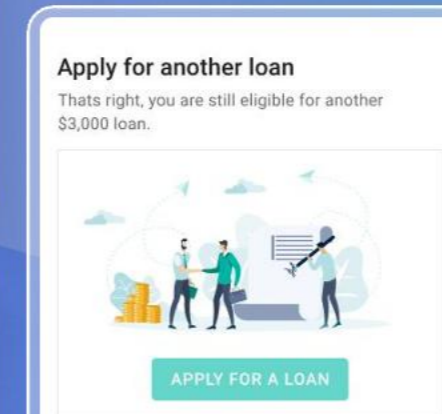 Apply for another loan
Thats right, you are still eligible for another
$3,000 loan.
APPLY FOR A LOAN